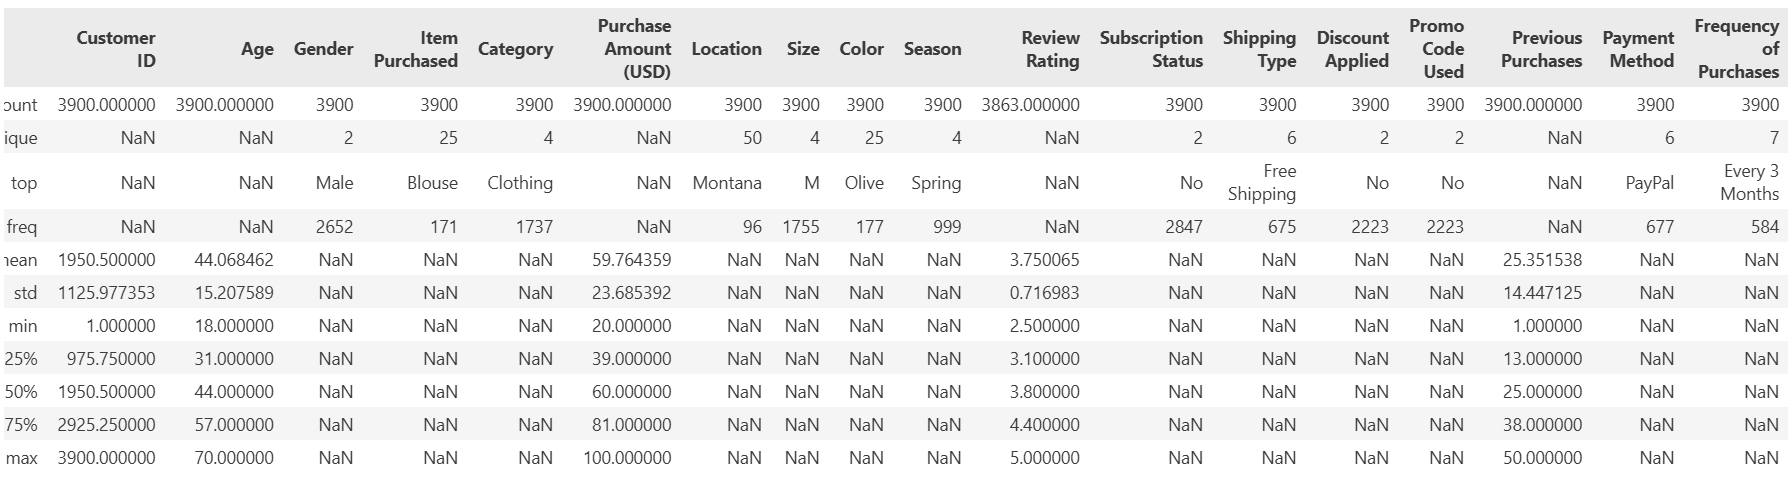 Customer ID Age Gender Item Purchased Category Purchase Amount (USD) Location Size Color Season Review Rating Subscription Status Shipping Type Discount Applied Promo Code Used Previous Purchases Payment Method Frequency of Purchases
ount 3900.000000 3900.000000 3900 3900 3900 3900.000000 3900 3900 3900 3900 3863.000000 3900 3900 3900 3900 3900.000000 3900 3900
ique NaN NaN 2 25 4 NaN 50 4 25 4 NaN 2 6 2 2 NaN 6 7
top NaN NaN Male Blouse Clothing NaN Montana M Olive Spring NaN No Free Shipping No No NaN PayPal Every 3 Months
freq NaN NaN 2652 171 1737 NaN 96 1755 177 999 NaN 2847 675 2223 2223 NaN 677 584
nean 1950.500000 44.068462 NaN NaN NaN 59.764359 NaN NaN NaN NaN 3.750065 NaN NaN NaN NaN 25.351538 NaN NaN
std 1125.977353 15.207589 NaN NaN NaN 23.685392 NaN NaN NaN NaN 0.716983 NaN NaN NaN NaN 14.447125 NaN NaN
min 1.000000 18.000000 NaN NaN NaN 20.000000 NaN NaN NaN NaN 2.500000 NaN NaN NaN NaN 1.000000 NaN NaN
25% 975.750000 31.000000 NaN NaN NaN 39.000000 NaN NaN NaN NaN 3.100000 NaN NaN NaN NaN 13.000000 NaN NaN
50% 1950.500000 44.000000 NaN NaN NaN 60.000000 NaN NaN NaN NaN 3.800000 NaN NaN NaN NaN 25.000000 NaN NaN
75% 2925.250000 57.000000 NaN NaN NaN 81.000000 NaN NaN NaN NaN 4.400000 NaN NaN NaN NaN 38.000000 NaN NaN
max 3900.000000 70.000000 NaN NaN NaN 100.000000 NaN NaN NaN NaN 5.000000 NaN NaN NaN NaN 50.000000 NaN NaN